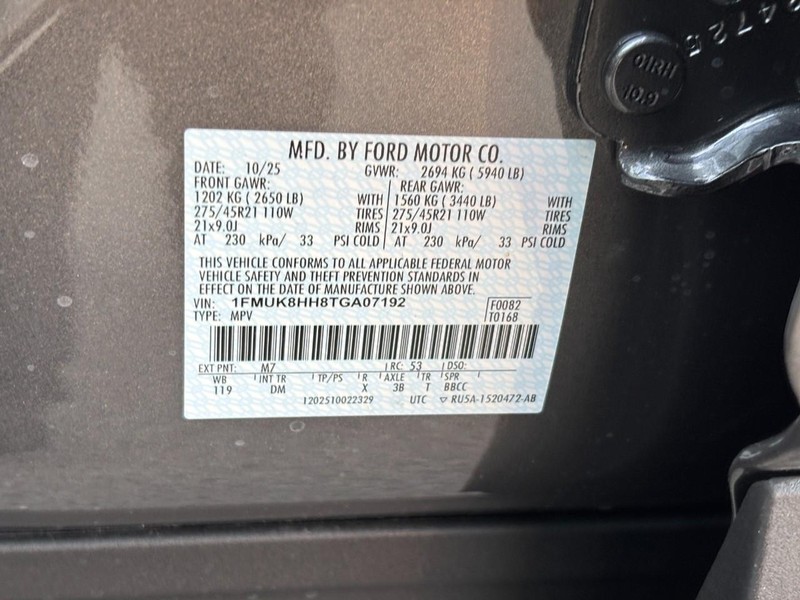 24725
MFD. BY FORD MOTOR CO.
DATE: 10/25 GVWR: 2694 KG ( 5940 LB)
FRONT GAWR: REAR GAWR:
1202 KG ( 2650 LB) WITH 1560 KG ( 3440 LB) WITH
275/45R21 110W TIRES 275/45R21 110W TIRES
21x9.0J RIMS 21x9.0J RIMS
AT 230 kPa/ 33 PSI COLD AT 230 kPa/ 33 PSI COLD
THIS VEHICLE CONFORMS TO ALL APPLICABLE FEDERAL MOTOR
VEHICLE SAFETY AND THEFT PREVENTION STANDARDS IN
EFFECT ON THE DATE OF MANUFACTURE SHOWN ABOVE.
VIN: 1FMUK8HH8TGA07192 F0082
TYPE: MPV T0168
EXT PNT: M7 RC: 53 DSO:
WB INT TR TP/PS R AXLE TR SPR
119 DM X 3B T BBCC
1202510022329 UTC ▽ RU5A-1520472-AB